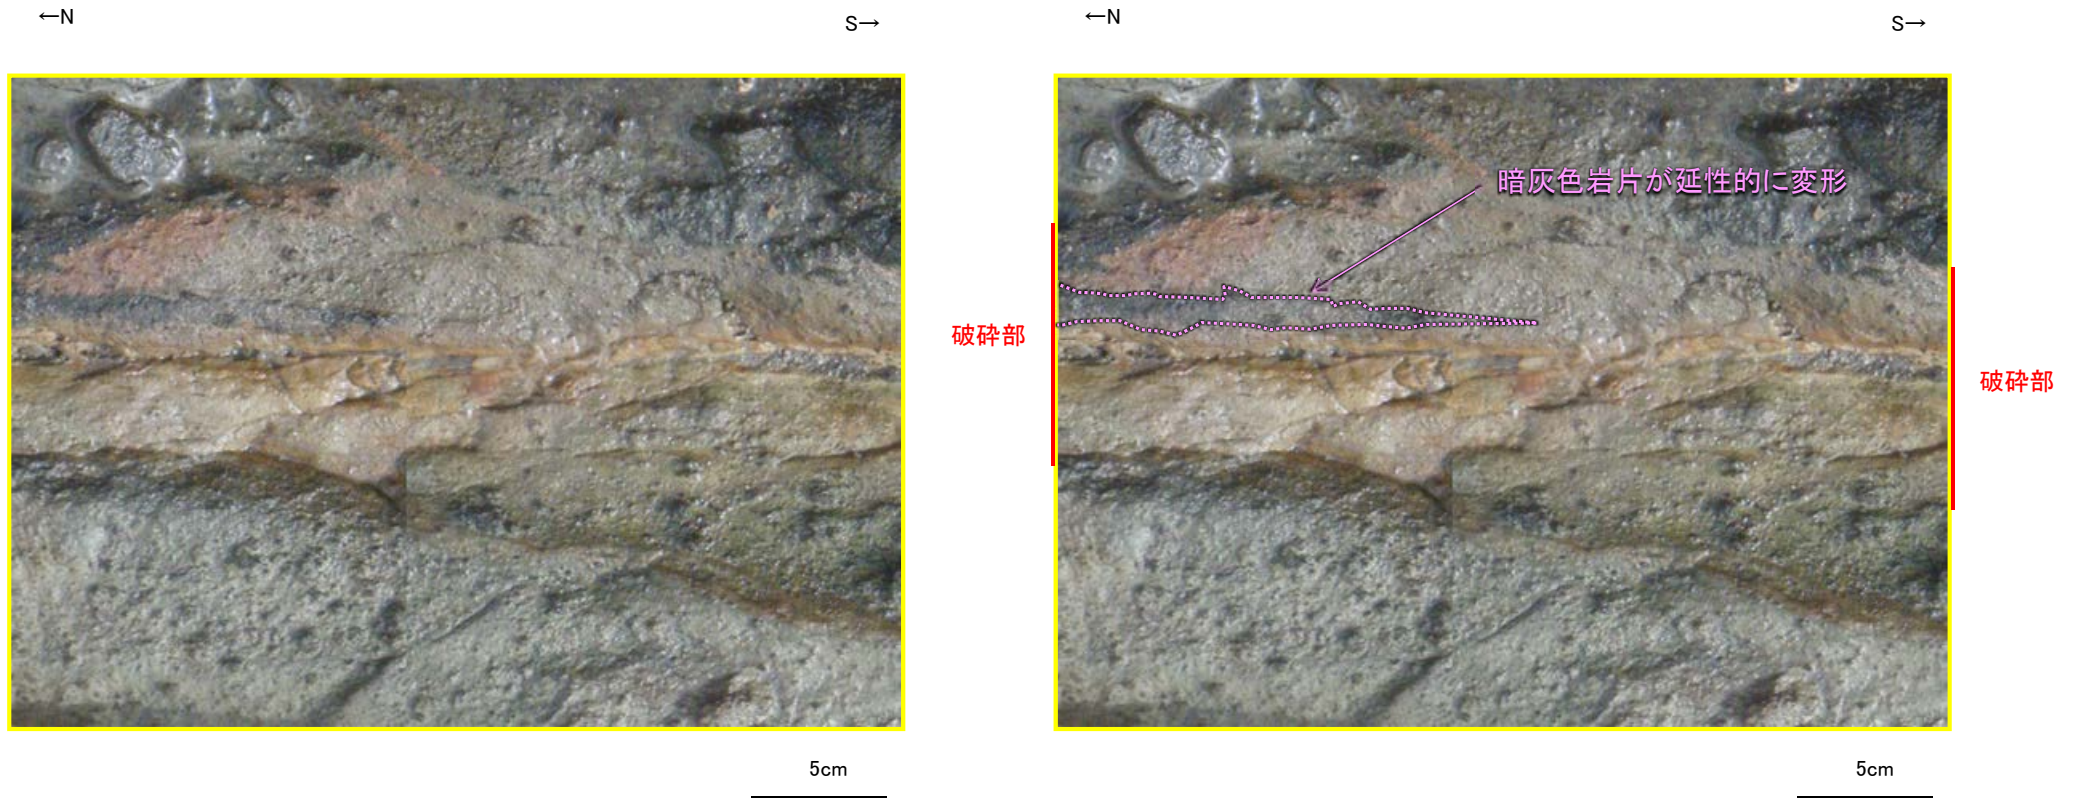 ←N
S→
←N
S→
暗灰色岩片が延性的に変形
破砕部
破砕部
5cm
5cm